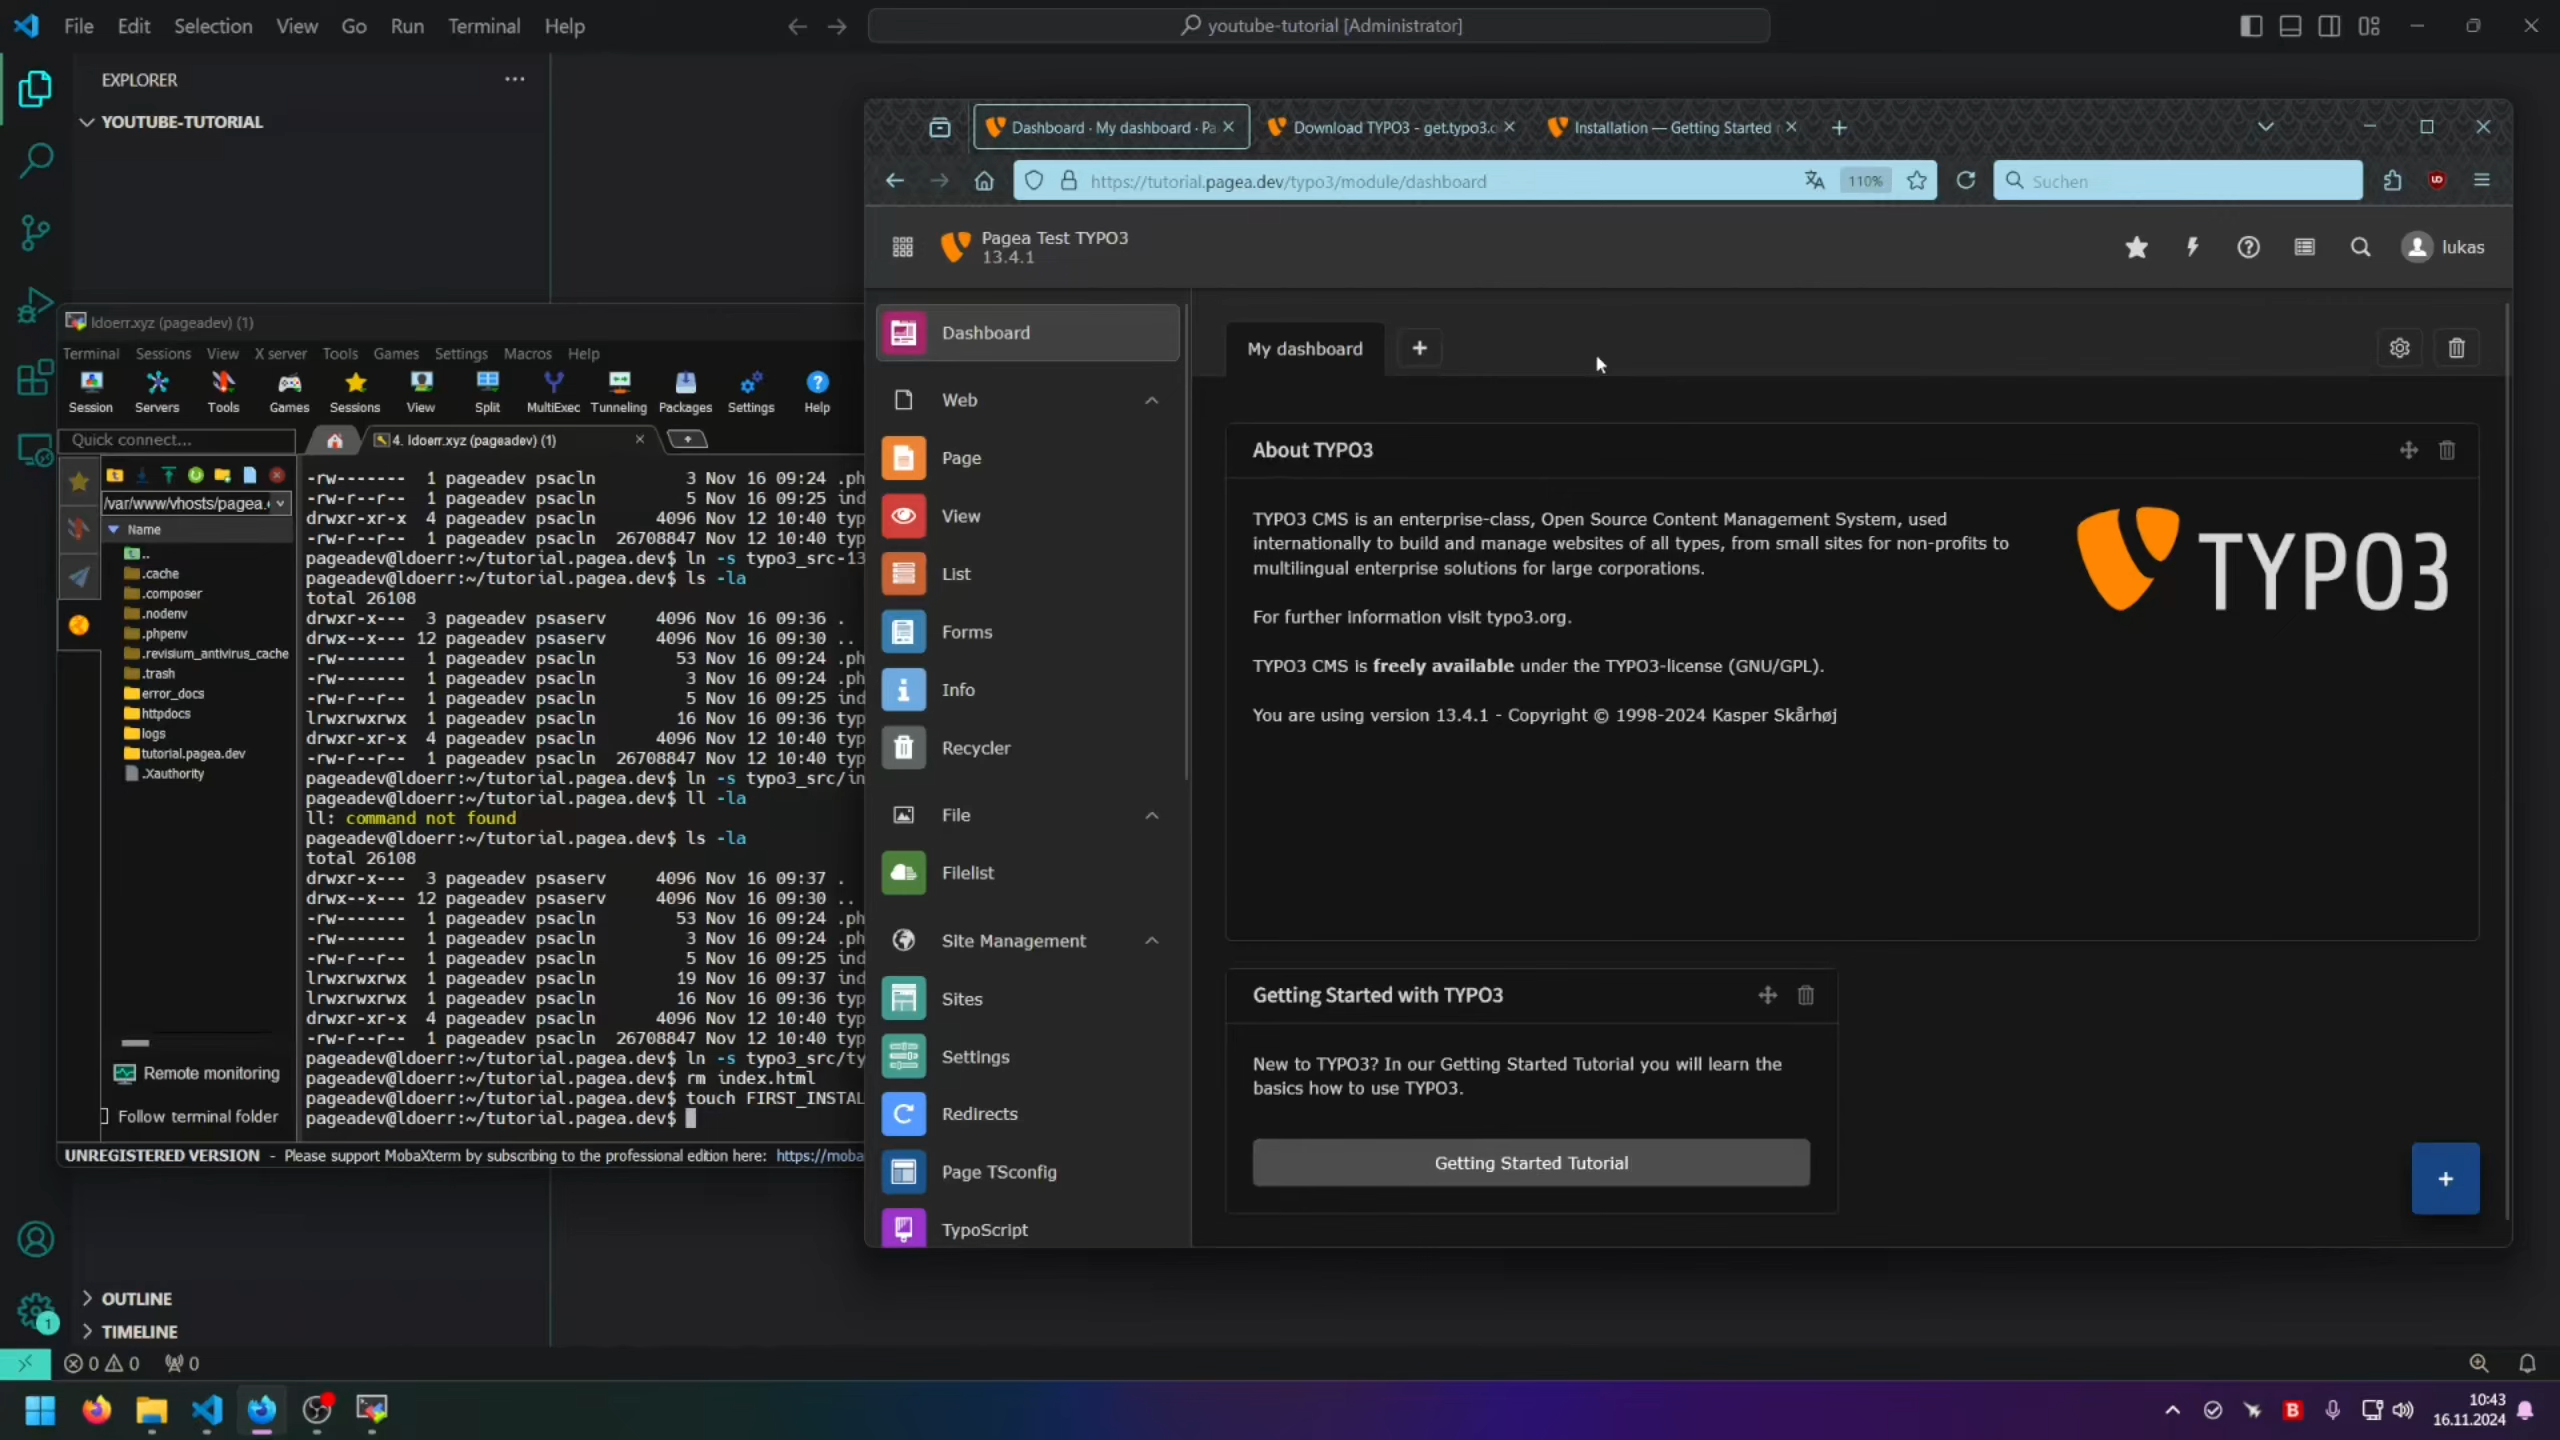 File Edit Selection View Go Run Terminal Help
youtube-tutorial [Administrator]
EXPLORER
YOUTUBE-TUTORIAL
OUTLINE
TIMELINE
0 0 0
ldoerr.xyz (pageadev) (1)
Terminal Sessions View X server Tools Games Settings Macros Help
Session Servers Tools Games Sessions View Split MultiExec Tunneling Packages Settings Help
Quick connect...
4. ldoerr.xyz (pageadev) (1)
/var/www/vhosts/pagea.
Name
..
.cache
.composer
.nodenv
.phpenv
.revisium_antivirus_cache
.trash
error_docs
httpdocs
logs
tutorial.pagea.dev
.Xauthority
Remote monitoring
Follow terminal folder
-rw------- 1 pageadev psacln 3 Nov 16 09:24 .ph
-rw-r--r-- 1 pageadev psacln 5 Nov 16 09:25 ind
drwxr-xr-x 4 pageadev psacln 4096 Nov 12 10:40 typ
-rw-r--r-- 1 pageadev psacln 26708847 Nov 12 10:40 typ
pageadev@ldoerr:~/tutorial.pagea.dev$ ln -s typo3_src-13
pageadev@ldoerr:~/tutorial.pagea.dev$ ls -la
total 26108
drwxr-x--- 3 pageadev psaserv 4096 Nov 16 09:36 .
drwx--x--- 12 pageadev psaserv 4096 Nov 16 09:30 ..
-rw------- 1 pageadev psacln 53 Nov 16 09:24 .ph
-rw------- 1 pageadev psacln 3 Nov 16 09:24 .ph
-rw-r--r-- 1 pageadev psacln 5 Nov 16 09:25 ind
lrwxrwxrwx 1 pageadev psacln 16 Nov 16 09:36 typ
drwxr-xr-x 4 pageadev psacln 4096 Nov 12 10:40 typ
-rw-r--r-- 1 pageadev psacln 26708847 Nov 12 10:40 typ
pageadev@ldoerr:~/tutorial.pagea.dev$ ln -s typo3_src/in
pageadev@ldoerr:~/tutorial.pagea.dev$ ll -la
ll: command not found
pageadev@ldoerr:~/tutorial.pagea.dev$ ls -la
total 26108
drwxr-x--- 3 pageadev psaserv 4096 Nov 16 09:37 .
drwx--x--- 12 pageadev psaserv 4096 Nov 16 09:30 ..
-rw------- 1 pageadev psacln 53 Nov 16 09:24 .ph
-rw------- 1 pageadev psacln 3 Nov 16 09:24 .ph
-rw-r--r-- 1 pageadev psacln 5 Nov 16 09:25 ind
lrwxrwxrwx 1 pageadev psacln 19 Nov 16 09:37 ind
lrwxrwxrwx 1 pageadev psacln 16 Nov 16 09:36 typ
drwxr-xr-x 4 pageadev psacln 4096 Nov 12 10:40 typ
-rw-r--r-- 1 pageadev psacln 26708847 Nov 12 10:40 typ
pageadev@ldoerr:~/tutorial.pagea.dev$ ln -s typo3_src/ty
pageadev@ldoerr:~/tutorial.pagea.dev$ rm index.html
pageadev@ldoerr:~/tutorial.pagea.dev$ touch FIRST_INSTAL
pageadev@ldoerr:~/tutorial.pagea.dev$
UNREGISTERED VERSION - Please support MobaXterm by subscribing to the professional edition here: https://moba
Dashboard · My dashboard · Pa
Download TYPO3 - get.typo3.o
Installation — Getting Started
https://tutorial.pagea.dev/typo3/module/dashboard
110%
Suchen
Pagea Test TYPO3
13.4.1
lukas
Dashboard
Web
Page
View
List
Forms
Info
Recycler
File
Filelist
Site Management
Sites
Settings
Redirects
Page TSconfig
TypoScript
My dashboard
+
About TYPO3
TYPO3 CMS is an enterprise-class, Open Source Content Management System, used
internationally to build and manage websites of all types, from small sites for non-profits to
multilingual enterprise solutions for large corporations.
For further information visit typo3.org.
TYPO3 CMS is freely available under the TYPO3-license (GNU/GPL).
You are using version 13.4.1 - Copyright © 1998-2024 Kasper Skårhøj
TYPO3
Getting Started with TYPO3
New to TYPO3? In our Getting Started Tutorial you will learn the
basics how to use TYPO3.
Getting Started Tutorial
+
1
B
10:43
16.11.2024